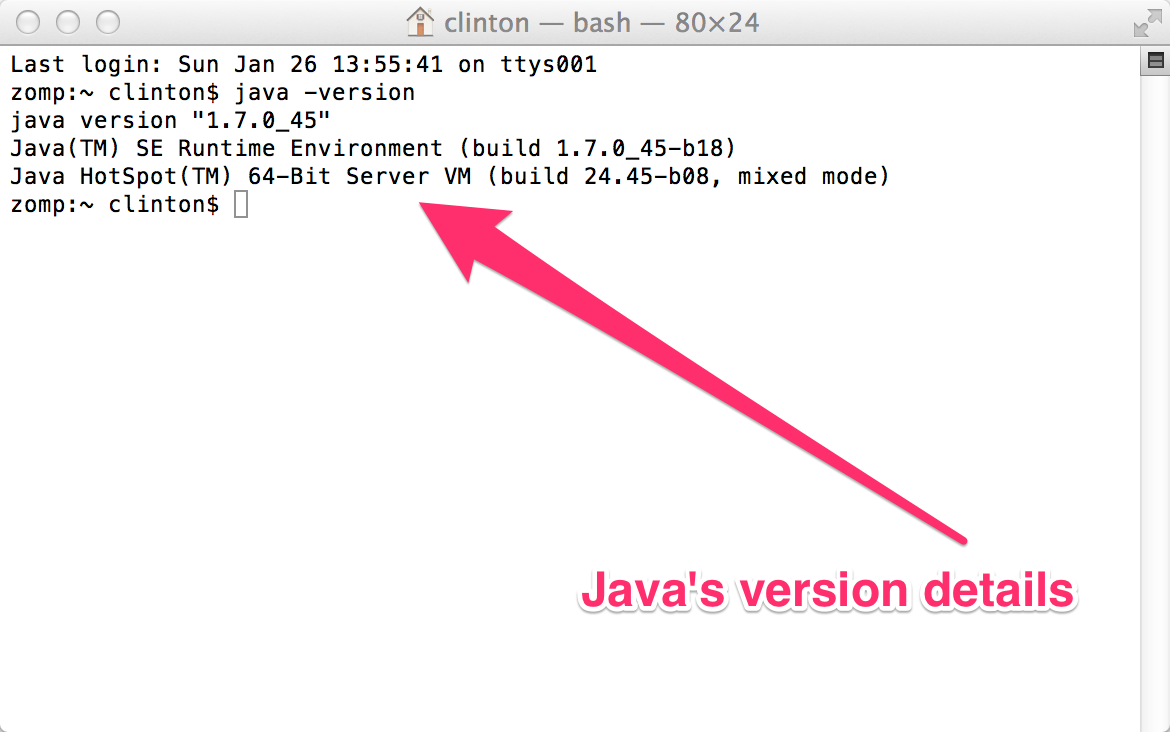 clinton — bash — 80×24
Last login: Sun Jan 26 13:55:41 on ttys001
zomp:~ clinton$ java -version
java version "1.7.0_45"
Java(TM) SE Runtime Environment (build 1.7.0_45-b18)
Java HotSpot(TM) 64-Bit Server VM (build 24.45-b08, mixed mode)
zomp:~ clinton$
Java's version details